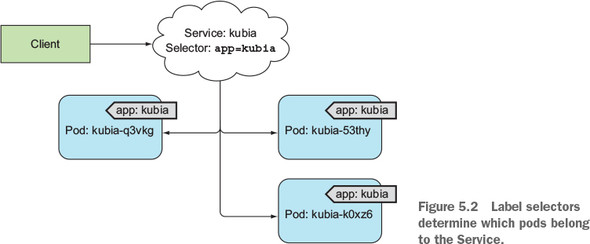 Client
Service: kubia
Selector: app=kubia
app: kubia
Pod: kubia-q3vkg
app: kubia
Pod: kubia-53thy
app: kubia
Pod: kubia-k0xz6
Figure 5.2 Label selectors
determine which pods belong
to the Service.